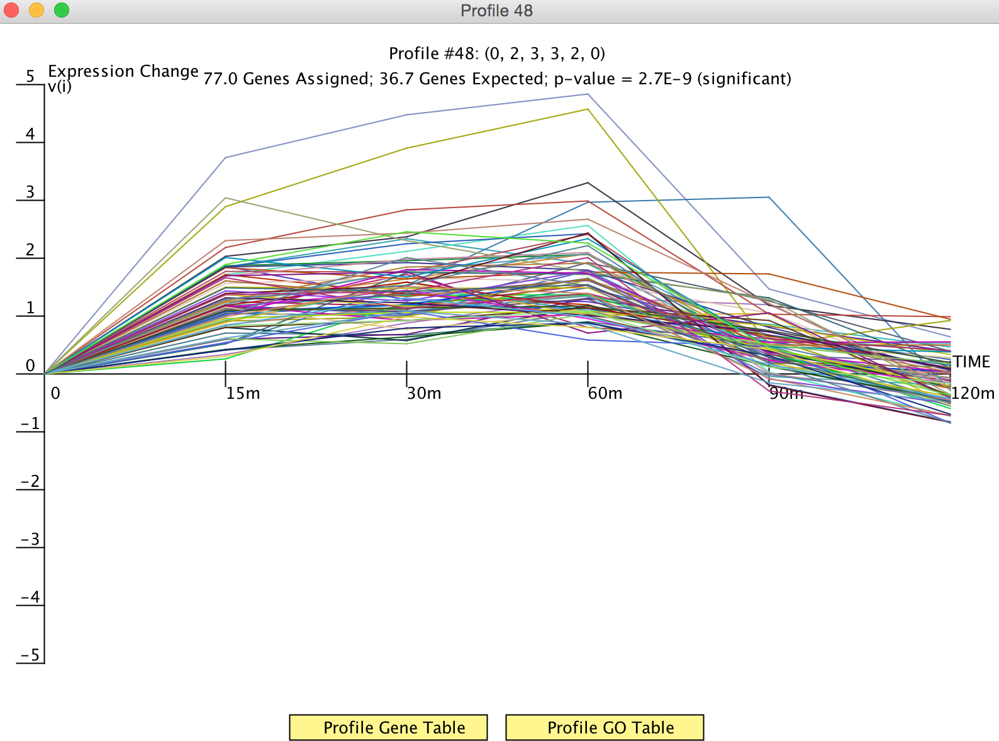 Profile 48
Profile #48: (0, 2, 3, 3, 2, 0)
Expression Change
v(i)
77.0 Genes Assigned; 36.7 Genes Expected; p-value = 2.7E-9 (significant)
5
4
3
2
1
0
-1
-2
-3
-4
-5
TIME
0
15m
30m
60m
90m
120m
Profile Gene Table
Profile GO Table